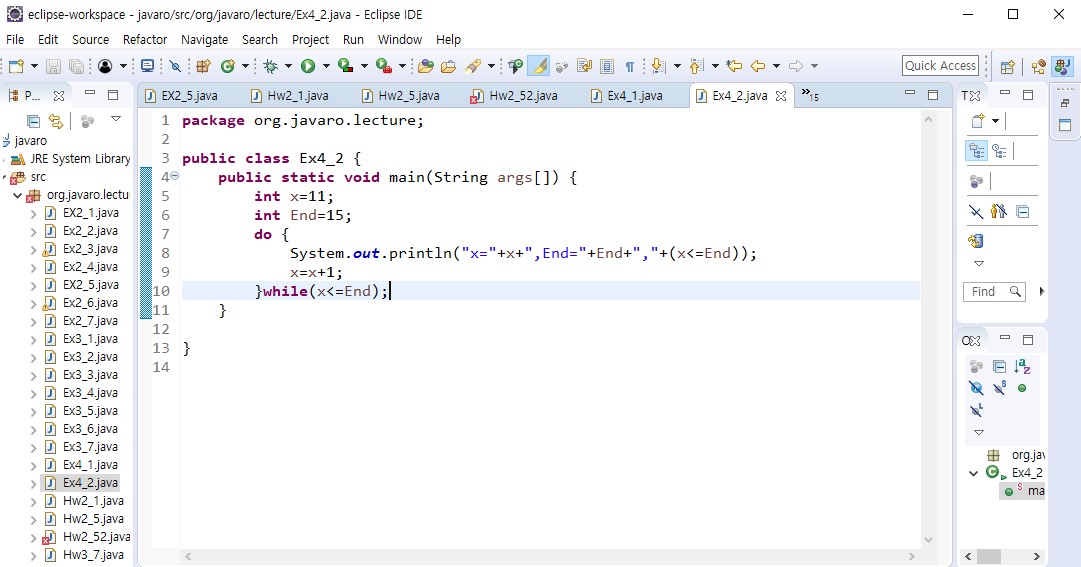 eclipse-workspace - javaro/src/org/javaro/lecture/Ex4_2.java - Eclipse IDE
File Edit Source Refactor Navigate Search Project Run Window Help
Quick Access
P...
EX2_5.java
Hw2_1.java
Hw2_5.java
Hw2_52.java
Ex4_1.java
Ex4_2.java
»15
javaro
JRE System Library
src
org.javaro.lectu
EX2_1.java
Ex2_2.java
Ex2_3.java
Ex2_4.java
EX2_5.java
Ex2_6.java
Ex2_7.java
Ex3_1.java
Ex3_2.java
Ex3_3.java
Ex3_4.java
Ex3_5.java
Ex3_6.java
Ex3_7.java
Ex4_1.java
Ex4_2.java
Hw2_1.java
Hw2_5.java
Hw2_52.java
Hw3_7.java
1 package org.javaro.lecture;
2
3 public class Ex4_2 {
4 public static void main(String args[]) {
5 int x=11;
6 int End=15;
7 do {
8 System.out.println("x="+x+",End="+End+","+(x<=End));
9 x=x+1;
10 }while(x<=End);
11 }
12
13 }
14
T
Find
O
org.jav
Ex4_2
S ma